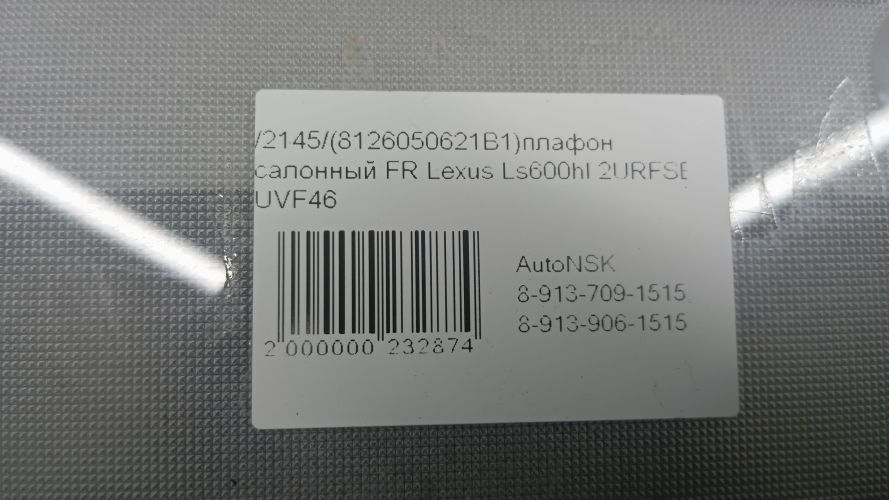 /2145/(8126050621B1)плафон
салонный FR Lexus Ls600hl 2URFSE
UVF46
AutoNSK
8-913-709-1515,
8-913-906-1515
2 000000 232874